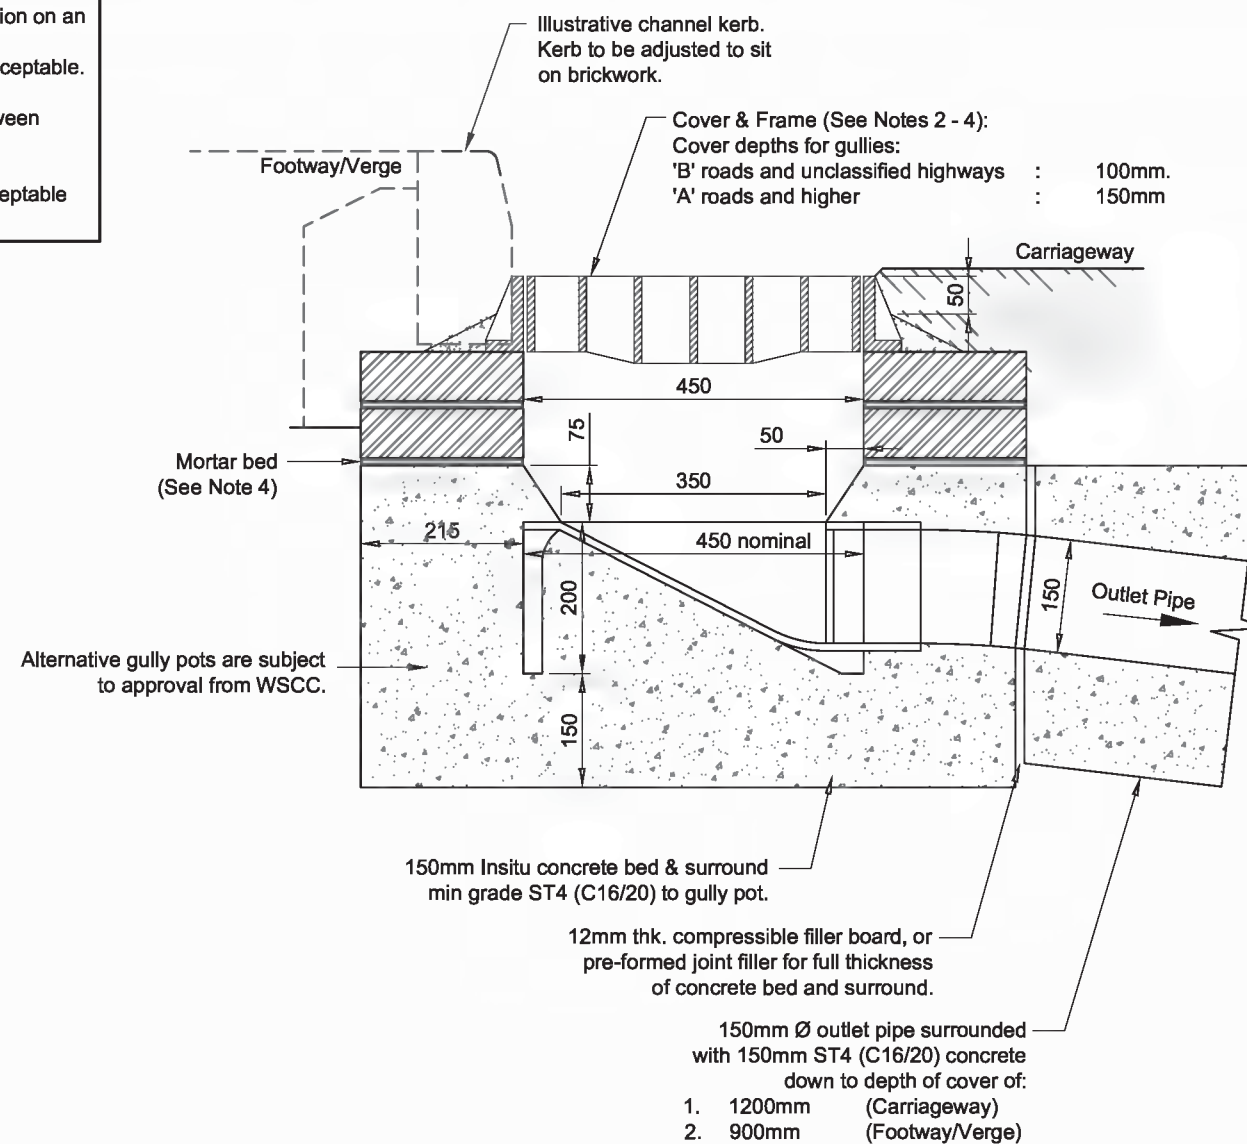 ion on an
ceptable.
veen
eptable
Illustrative channel kerb.
Kerb to be adjusted to sit
on brickwork.
Cover & Frame (See Notes 2 - 4):
Cover depths for gullies:
'B' roads and unclassified highways : 100mm.
'A' roads and higher : 150mm
Footway/Verge
Carriageway
50
450
75
50
Mortar bed
(See Note 4)
350
215
450 nominal
200
150
Outlet Pipe
Alternative gully pots are subject
to approval from WSCC.
150
150mm Insitu concrete bed & surround
min grade ST4 (C16/20) to gully pot.
12mm thk. compressible filler board, or
pre-formed joint filler for full thickness
of concrete bed and surround.
150mm Ø outlet pipe surrounded
with 150mm ST4 (C16/20) concrete
down to depth of cover of:
1. 1200mm (Carriageway)
2. 900mm (Footway/Verge)